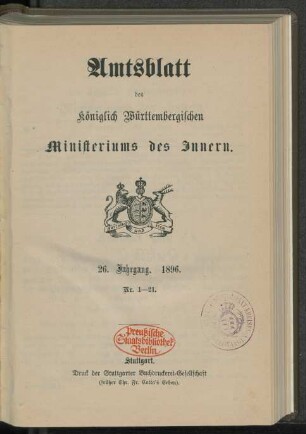 Amtsblatt
des
Königlich Württembergischen
Ministeriums des Innern.
26. Jahrgang. 1896.
Nr. 1—23.
Preußische
Staatsbibliothek
Berlin
Stuttgart.
Druck der Stuttgarter Buchdruckerei-Gesellschaft
(früher Chr. Fr. Cotta's Erben).